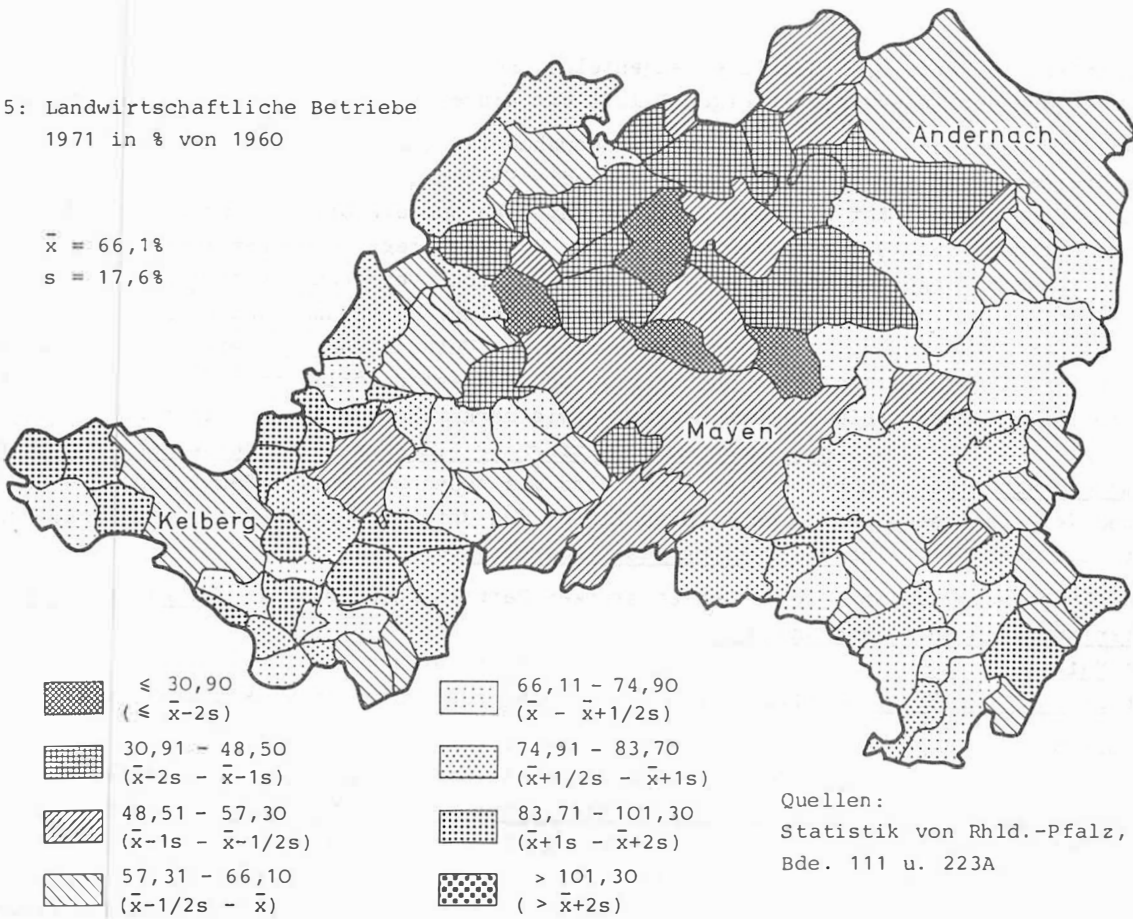 5: Landwirtschaftliche Betriebe
1971 in % von 1960
x̄ = 66,1%
s = 17,6%
Andernach
Mayen
Kelberg
≤ 30,90
(≤ x̄-2s)
30,91 - 48,50
(x̄-2s - x̄-1s)
48,51 - 57,30
(x̄-1s - x̄-1/2s)
57,31 - 66,10
(x̄-1/2s - x̄)
66,11 - 74,90
(x̄ - x̄+1/2s)
74,91 - 83,70
(x̄+1/2s - x̄+1s)
83,71 - 101,30
(x̄+1s - x̄+2s)
> 101,30
( > x̄+2s)
Quellen:
Statistik von Rhld.-Pfalz,
Bde. 111 u. 223A